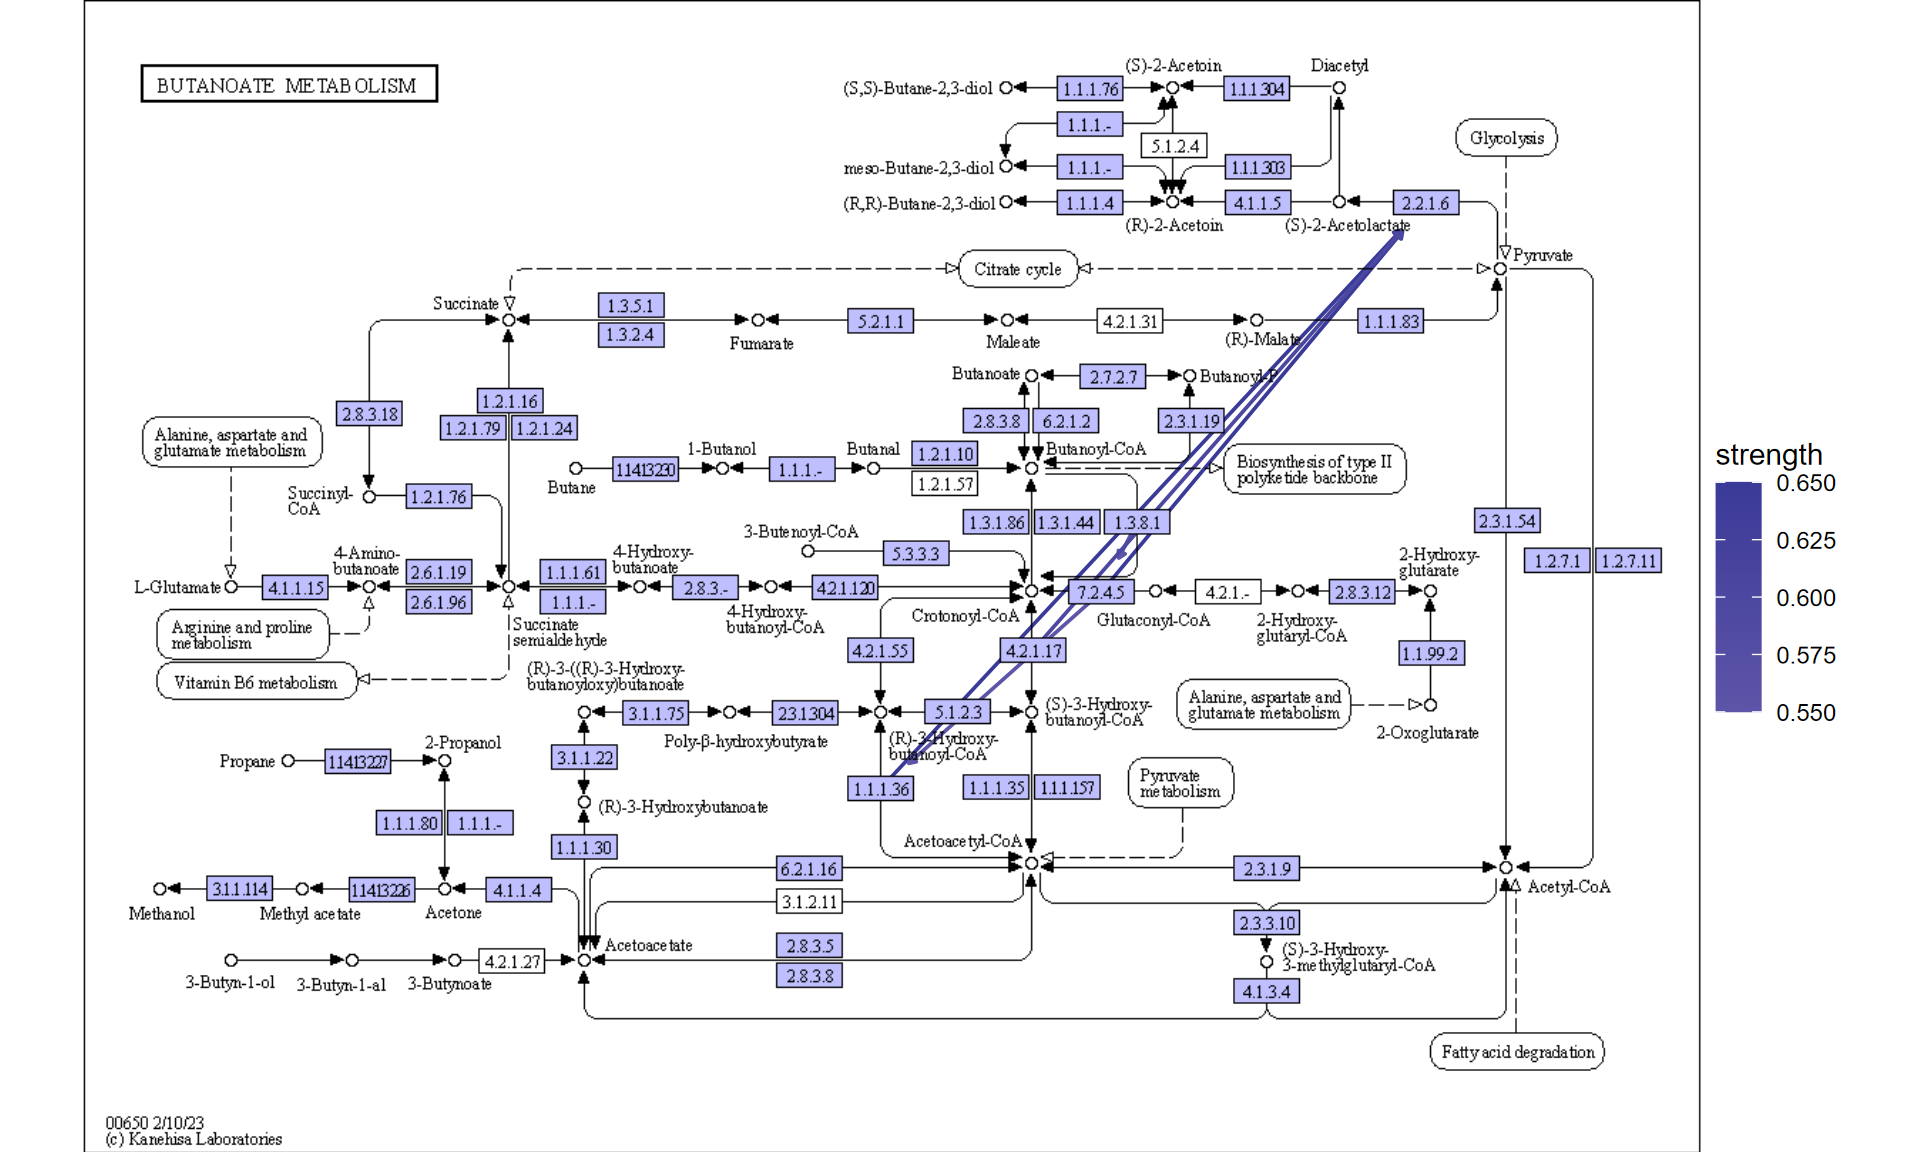 BUTANOATE METABOLISM
(S)-2-Acetoin
Diacetyl
(S,S)-Butane-2,3-diol
1.1.1.76
1.1.1.304
1.1.1.-
5.1.2.4
Glycolysis
meso-Butane-2,3-diol
1.1.1.-
1.1.1.303
(R,R)-Butane-2,3-diol
1.1.1.4
4.1.1.5
2.2.1.6
(R)-2-Acetoin
(S)-2-Acetolactate
Citrate cycle
Pyruvate
Succinate
1.3.5.1
1.3.2.4
Fumarate
5.2.1.1
Maleate
4.2.1.31
(R)-Malate
1.1.1.83
Butanoate
2.7.2.7
Butanoyl-P
2.8.3.18
1.2.1.16
1.2.1.79
1.2.1.24
2.8.3.8
6.2.1.2
2.3.1.19
Alanine, aspartate and
glutamate metabolism
1-Butanol
Butanal
1.2.1.10
Butanoyl-CoA
Butane
11413230
1.1.1.-
1.2.1.57
Biosynthesis of type II
polyketide backbone
Succinyl-
CoA
1.2.1.76
1.3.1.86
1.3.1.44
1.3.8.1
2.3.1.54
3-Butenoyl-CoA
5.3.3.3
1.2.7.1
1.2.7.11
4-Amino-
butanoate
4-Hydroxy-
butanoate
2-Hydroxy-
glutarate
L-Glutamate
4.1.1.15
2.6.1.19
2.6.1.96
1.1.1.61
1.1.1.-
2.8.3.-
4.2.1.120
7.2.4.5
4.2.1.-
2.8.3.12
4-Hydroxy-
butanoyl-CoA
Crotonoyl-CoA
Glutaconyl-CoA
2-Hydroxy-
glutaryl-CoA
Arginine and proline
metabolism
Succinate
semialdehyde
4.2.1.55
4.2.1.17
1.1.99.2
Vitamin B6 metabolism
(R)-3-((R)-3-Hydroxy-
butanoyloxy)butanoate
3.1.1.75
2.3.1.304
5.1.2.3
(S)-3-Hydroxy-
butanoyl-CoA
Alanine, aspartate and
glutamate metabolism
2-Oxoglutarate
Poly-β-hydroxybutyrate
(R)-3-Hydroxy-
butanoyl-CoA
2-Propanol
Propane
11413227
3.1.1.22
1.1.1.36
1.1.1.35
1.1.1.157
Pyruvate
metabolism
(R)-3-Hydroxybutanoate
1.1.1.80
1.1.1.-
1.1.1.30
Acetoacetyl-CoA
6.2.1.16
2.3.1.9
Acetyl-CoA
3.1.1.114
11413226
4.1.1.4
3.1.2.11
Methanol
Methyl acetate
Acetone
2.3.3.10
Acetoacetate
2.8.3.5
2.8.3.8
(S)-3-Hydroxy-
3-methylglutaryl-CoA
4.2.1.27
3-Butyn-1-ol
3-Butyn-1-al
3-Butynoate
4.1.3.4
Fatty acid degradation
00650 2/10/23
(c) Kanehisa Laboratories
strength
0.650
0.625
0.600
0.575
0.550